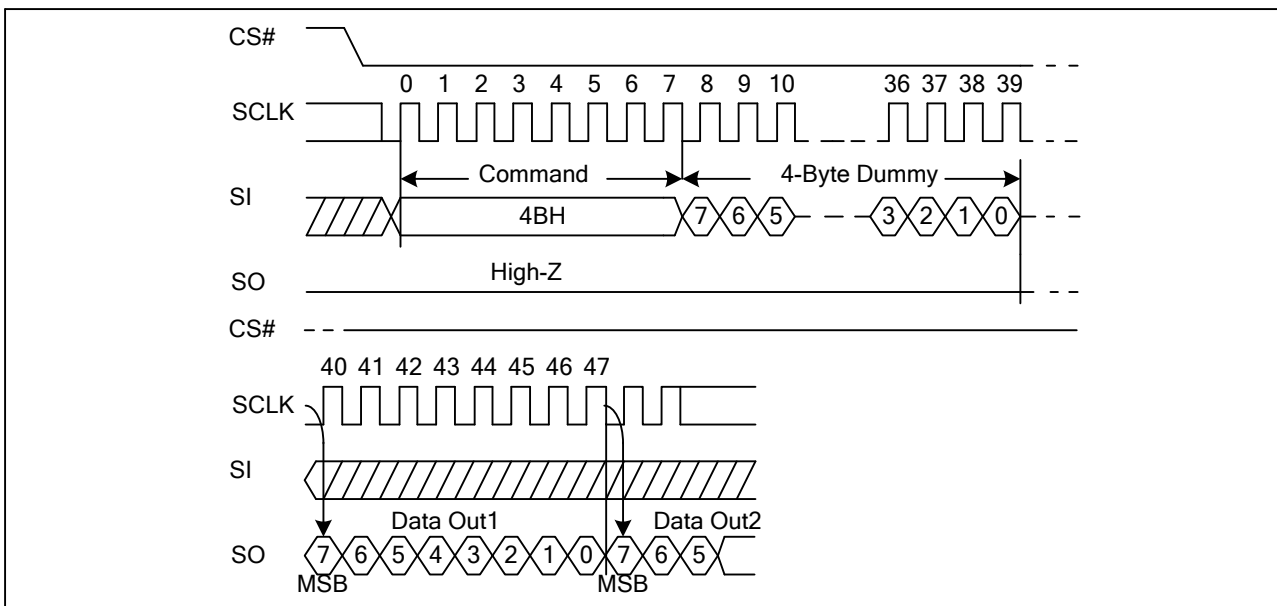 CS#
0 1 2 3 4 5 6 7 8 9 10 36 37 38 39
SCLK
Command 4-Byte Dummy
SI
4BH 7 6 5 3 2 1 0
High-Z
SO
CS#
40 41 42 43 44 45 46 47
SCLK
SI
Data Out1 Data Out2
SO 7 6 5 4 3 2 1 0 7 6 5
MSB MSB